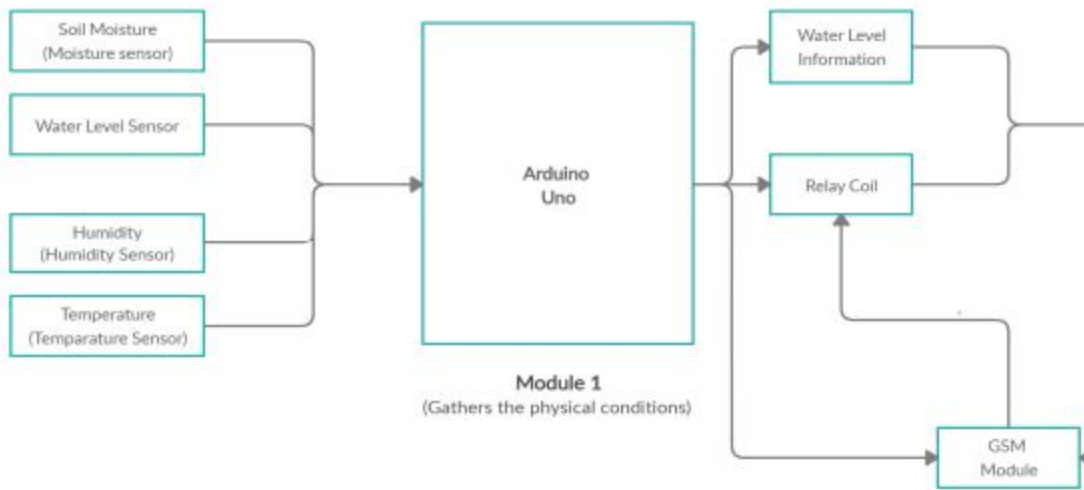 Soil Moisture
(Moisture sensor)
Water Level Sensor
Humidity
(Humidity Sensor)
Temperature
(Temparature Sensor)
Arduino
Uno
Module 1
(Gathers the physical conditions)
Water Level
Information
Relay Coil
GSM
Module